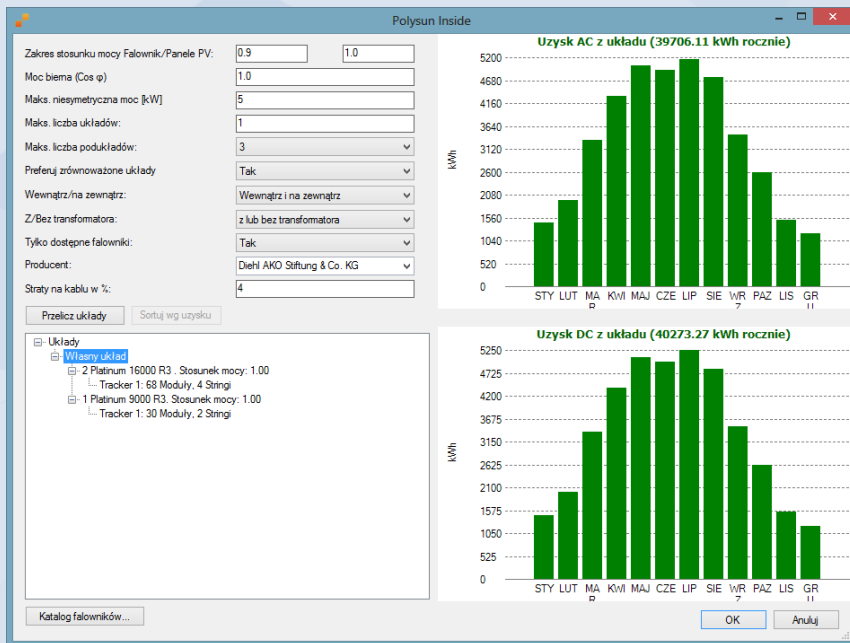 Polysun Inside
Zakres stosunku mocy Falownik/Panele PV: 0.9 1.0
Moc bierna (Cos φ) 1.0
Maks. niesymetryczna moc [kW] 5
Maks. liczba układów: 1
Maks. liczba podukładów: 3
Preferuj zrównoważone układy Tak
Wewnątrz/na zewnątrz: Wewnątrz i na zewnątrz
Z/Bez transformatora: z lub bez transformatora
Tylko dostępne falowniki: Tak
Producent: Diehl AKO Stiftung & Co. KG
Straty na kablu w %: 4
Przelicz układy Sortuj wg uzysku
Układy
Własny układ
2 Platinum 16000 R3 . Stosunek mocy: 1.00
Tracker 1: 68 Moduły, 4 Stringi
1 Platinum 9000 R3. Stosunek mocy: 1.00
Tracker 1: 30 Moduły, 2 Stringi
Katalog falowników...
Uzysk AC z układu (39706.11 kWh rocznie)
kWh
5200
4680
4160
3640
3120
2600
2080
1560
1040
520
0
STY LUT MAR KWI MAJ CZE LIP SIE WRZ PAZ LIS GRU
Uzysk DC z układu (40273.27 kWh rocznie)
kWh
5250
4725
4200
3675
3150
2625
2100
1575
1050
525
0
STY LUT MAR KWI MAJ CZE LIP SIE WRZ PAZ LIS GRU
OK Anuluj